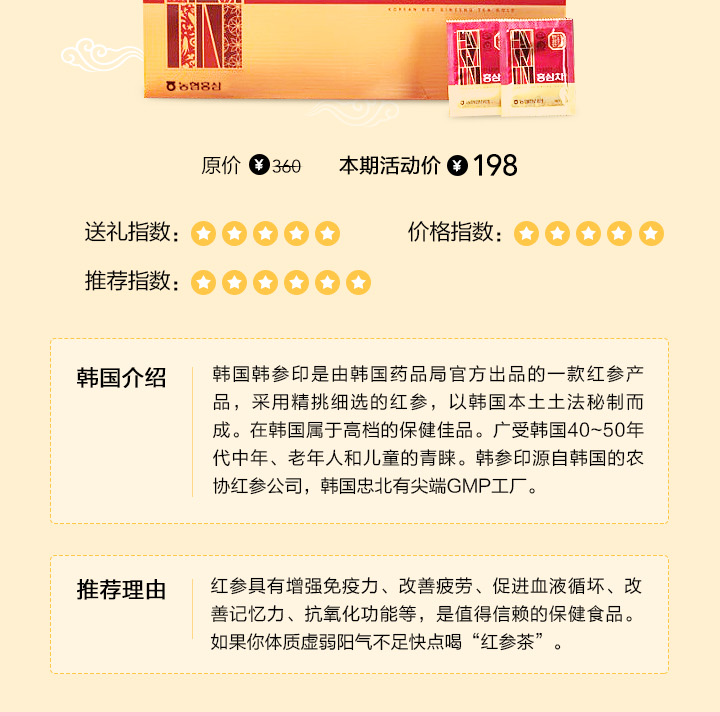 KOREAN RED GINSENG TEA GOLD
농협홍삼
홍삼
홍삼차
농협홍삼
原价 ¥360 本期活动价 ¥198
送礼指数： 价格指数：
推荐指数：
韩国介绍
韩国韩参印是由韩国药品局官方出品的一款红参产
品，采用精挑细选的红参，以韩国本土土法秘制而
成。在韩国属于高档的保健佳品。广受韩国40~50年
代中年、老年人和儿童的青睐。韩参印源自韩国的农
协红参公司，韩国忠北有尖端GMP工厂。
推荐理由
红参具有增强免疫力、改善疲劳、促进血液循坏、改
善记忆力、抗氧化功能等，是值得信赖的保健食品。
如果你体质虚弱阳气不足快点喝“红参茶”。